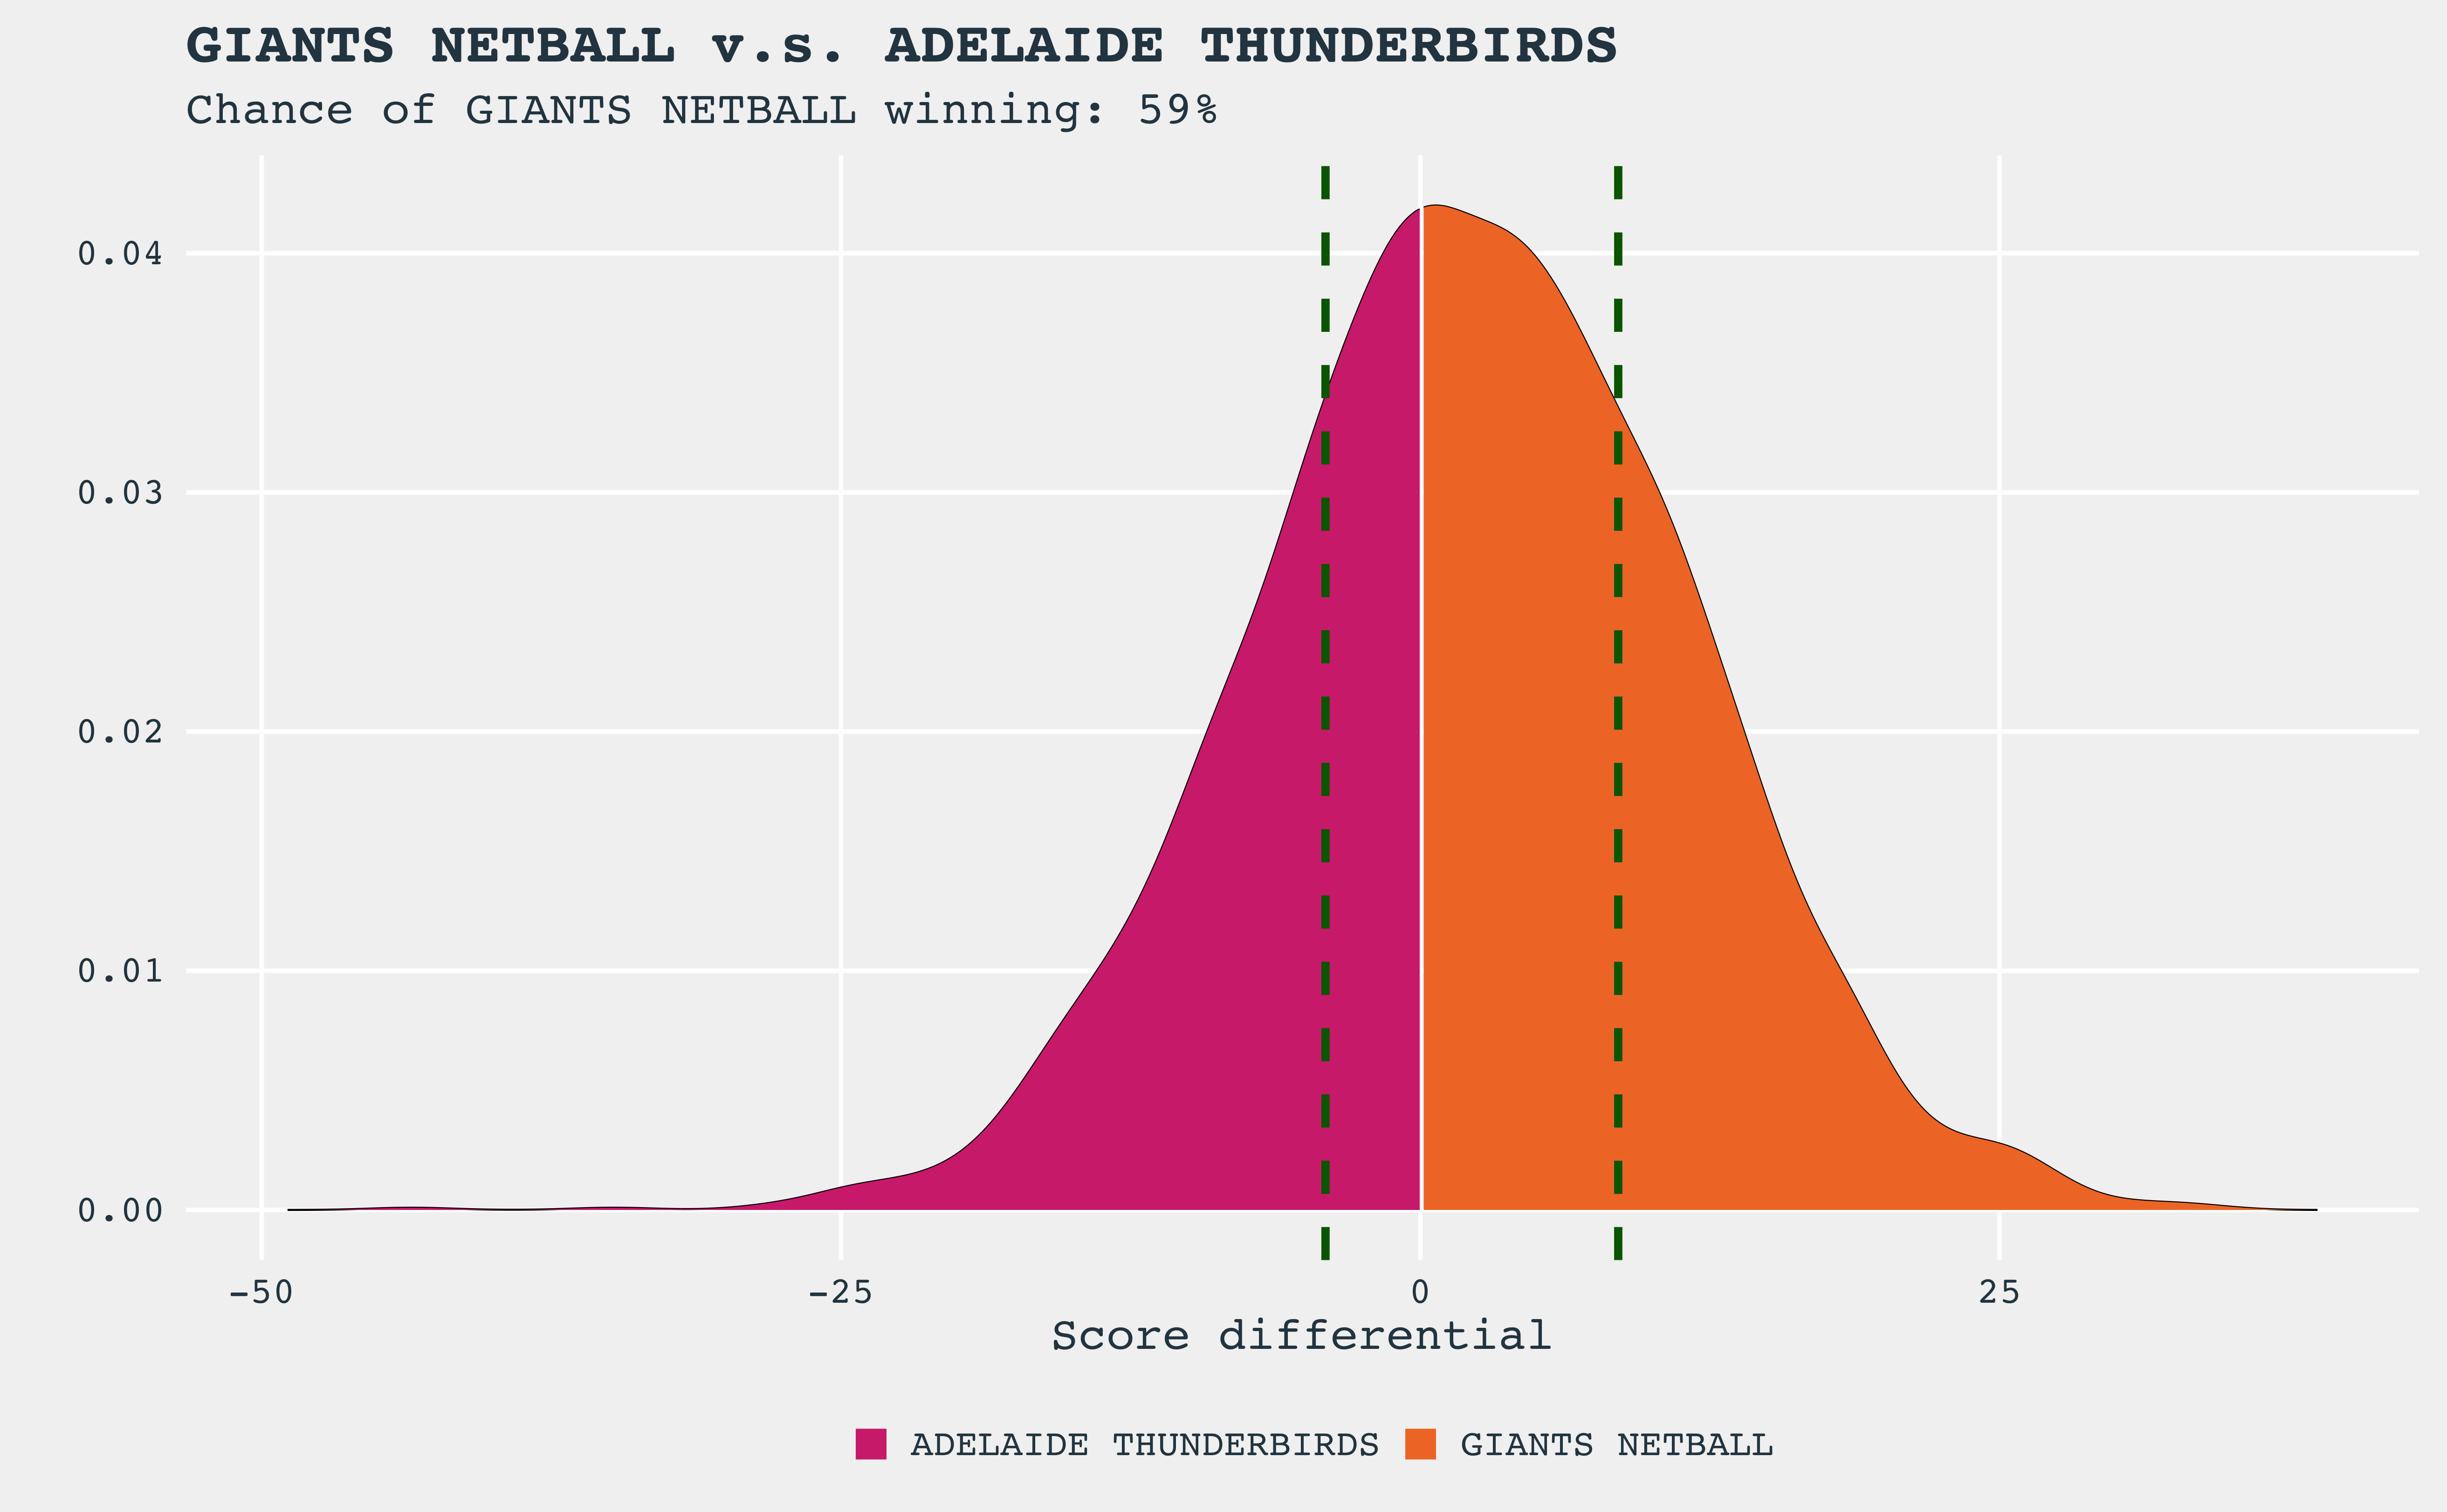 GIANTS NETBALL v.s. ADELAIDE THUNDERBIRDS
Chance of GIANTS NETBALL winning: 59%
0.04
0.03
0.02
0.01
0.00
-50 -25 0 25
Score differential
ADELAIDE THUNDERBIRDS GIANTS NETBALL